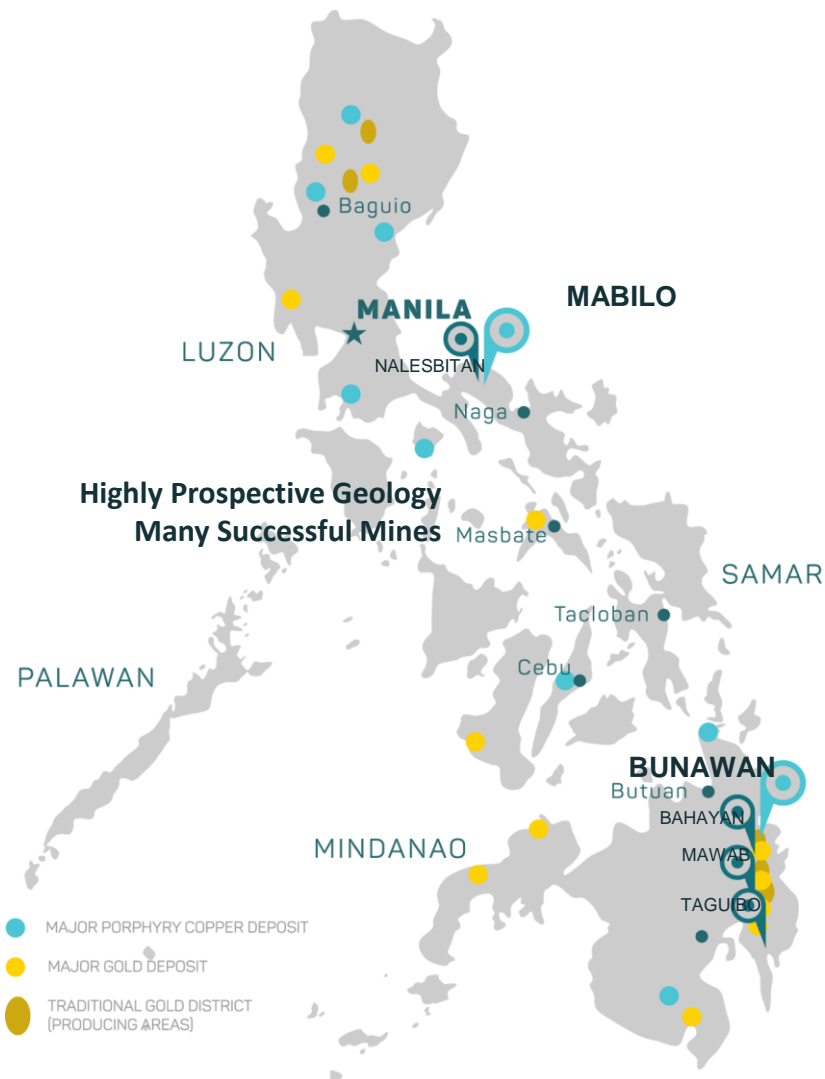 Baguio
MABILO
MANILA
LUZON
NALESBITAN
Naga
Highly Prospective Geology
Many Successful Mines
Masbate
SAMAR
Tacloban
Cebu
PALAWAN
BUNAWAN
Butuan
BAHAYAN
MINDANAO
MAWAB
TAGUIBO
MAJOR PORPHYRY COPPER DEPOSIT
MAJOR GOLD DEPOSIT
TRADITIONAL GOLD DISTRICT
(PRODUCING AREAS)